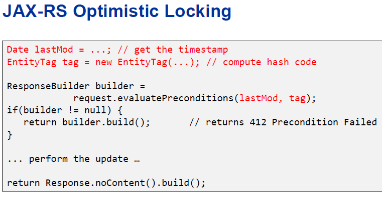 JAX-RS Optimistic Locking
Date lastMod = ...; // get the timestamp
EntityTag tag = new EntityTag(...); // compute hash code
ResponseBuilder builder =
request.evaluatePreconditions(lastMod, tag);
if(builder != null) {
return builder.build(); // returns 412 Precondition Failed
}
... perform the update …
return Response.noContent().build();